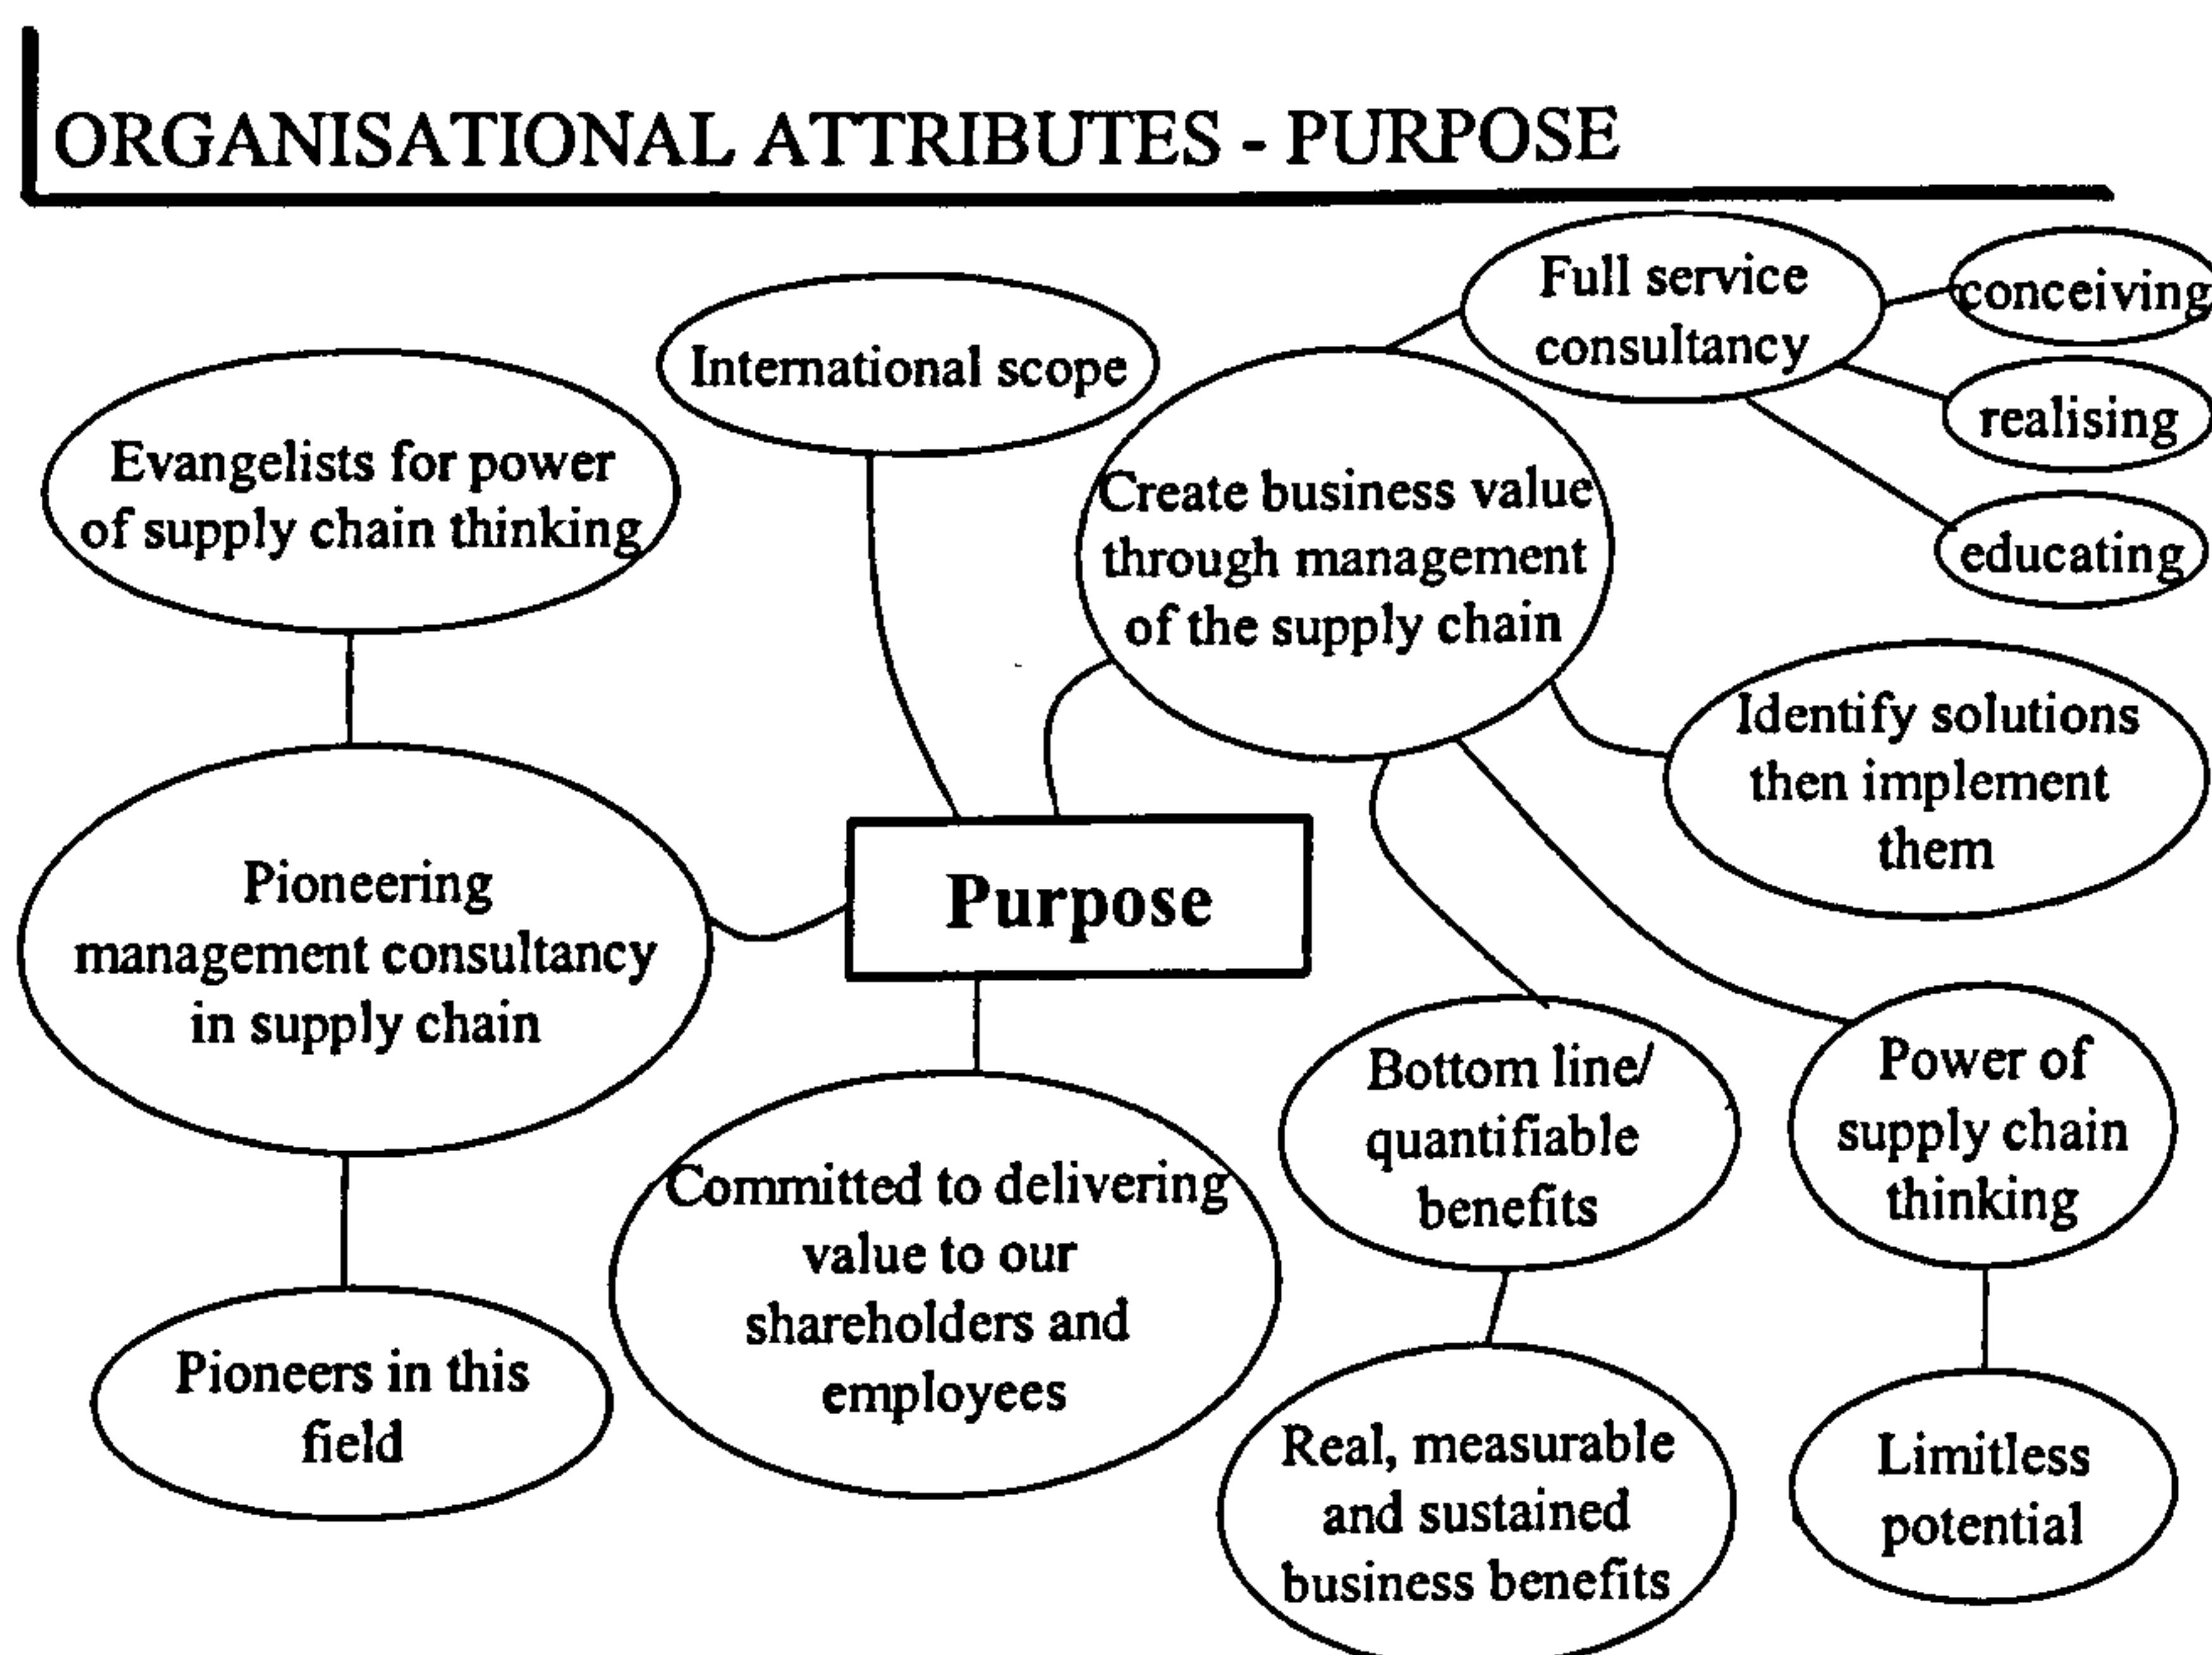 ORGANISATIONAL ATTRIBUTES - PURPOSE
Full service
consultancy
conceiving
realising
educating
International scope
Evangelists for power
of supply chain thinking
Create business value
through management
of the supply chain
Identify solutions
then implement
them
Pioneering
management consultancy
in supply chain
Purpose
Bottom line/
quantifiable
benefits
Power of
supply chain
thinking
Committed to delivering
value to our
shareholders and
employees
Pioneers in this
field
Real, measurable
and sustained
business benefits
Limitless
potential